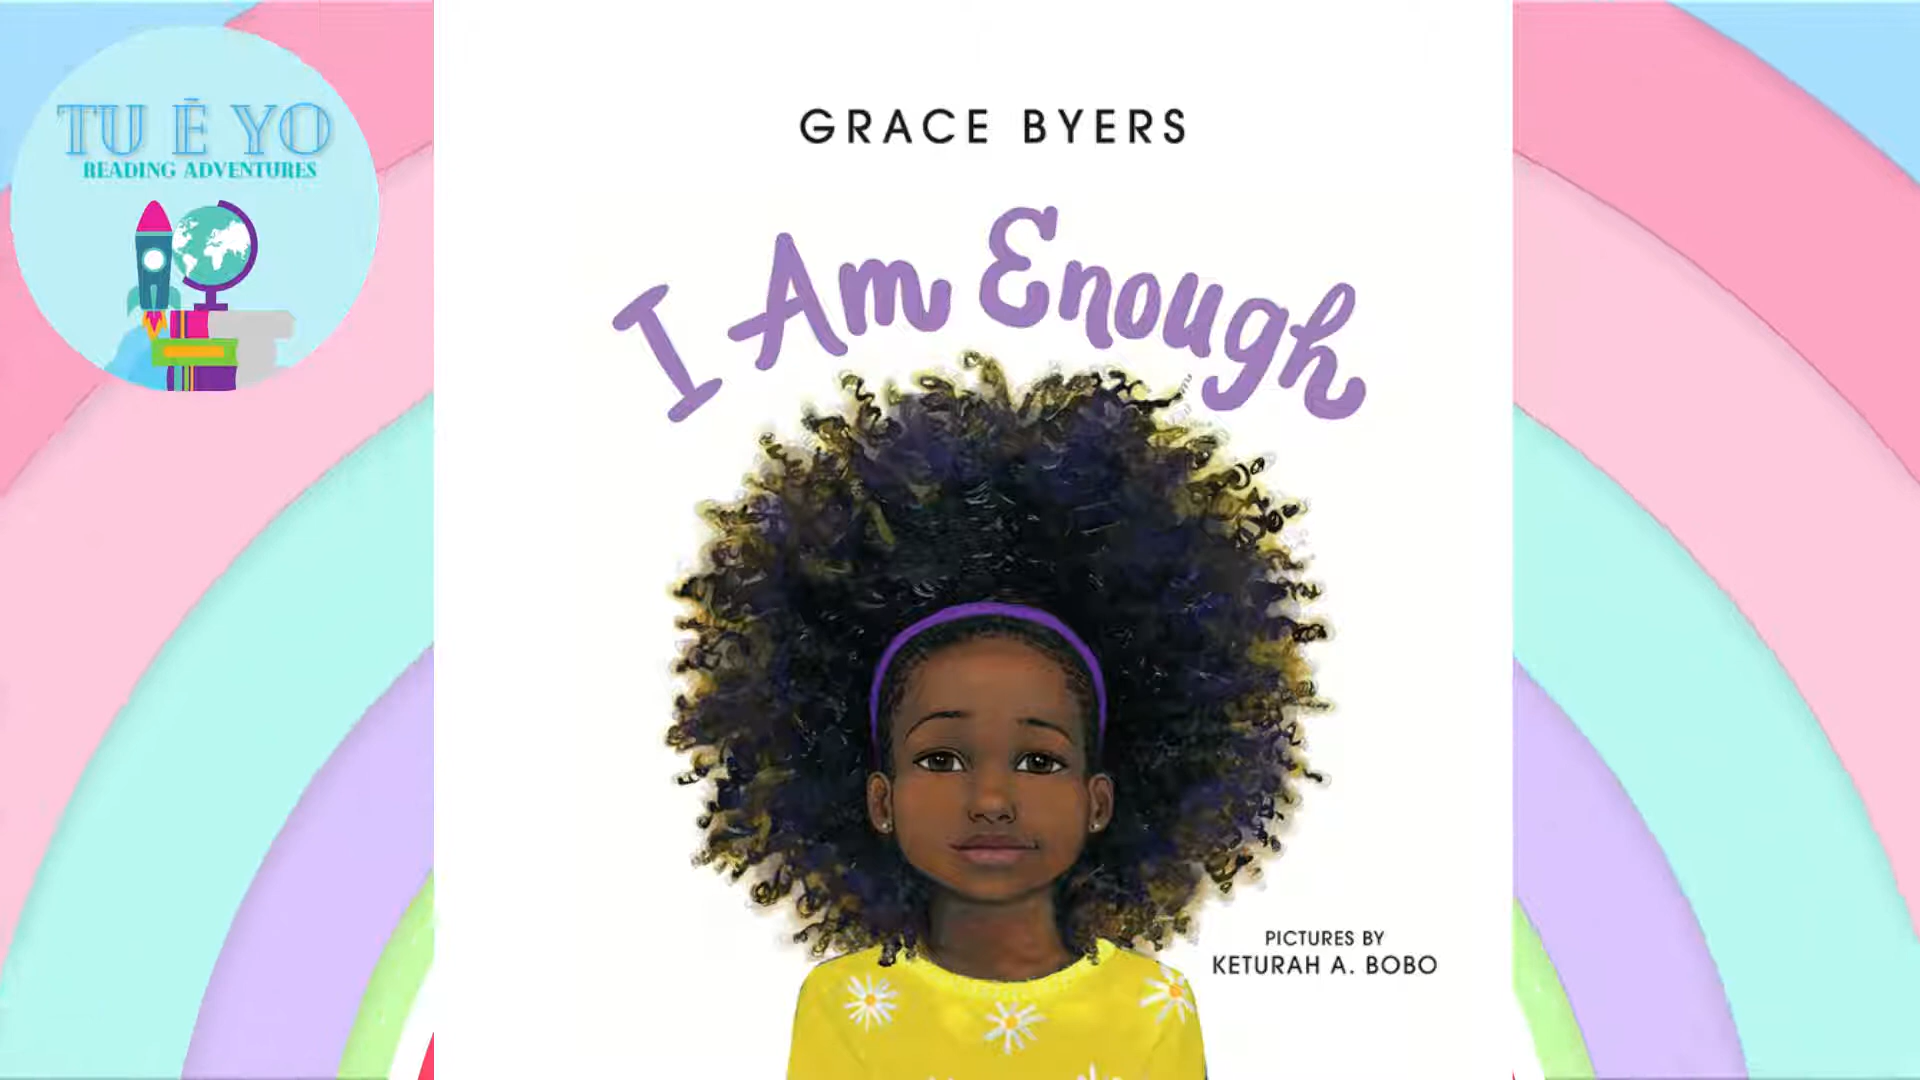 TU Ē YO
READING ADVENTURES
GRACE BYERS
I Am Enough
PICTURES BY
KETURAH A. BOBO